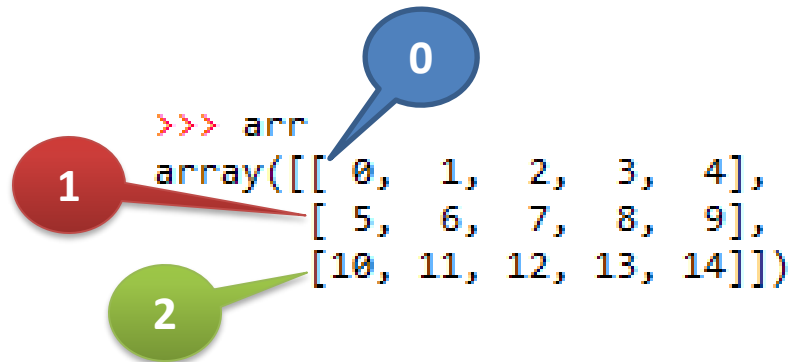 0
>>> arr
array([[ 0,  1,  2,  3,  4],
1
[ 5,  6,  7,  8,  9],
[10, 11, 12, 13, 14]])
2